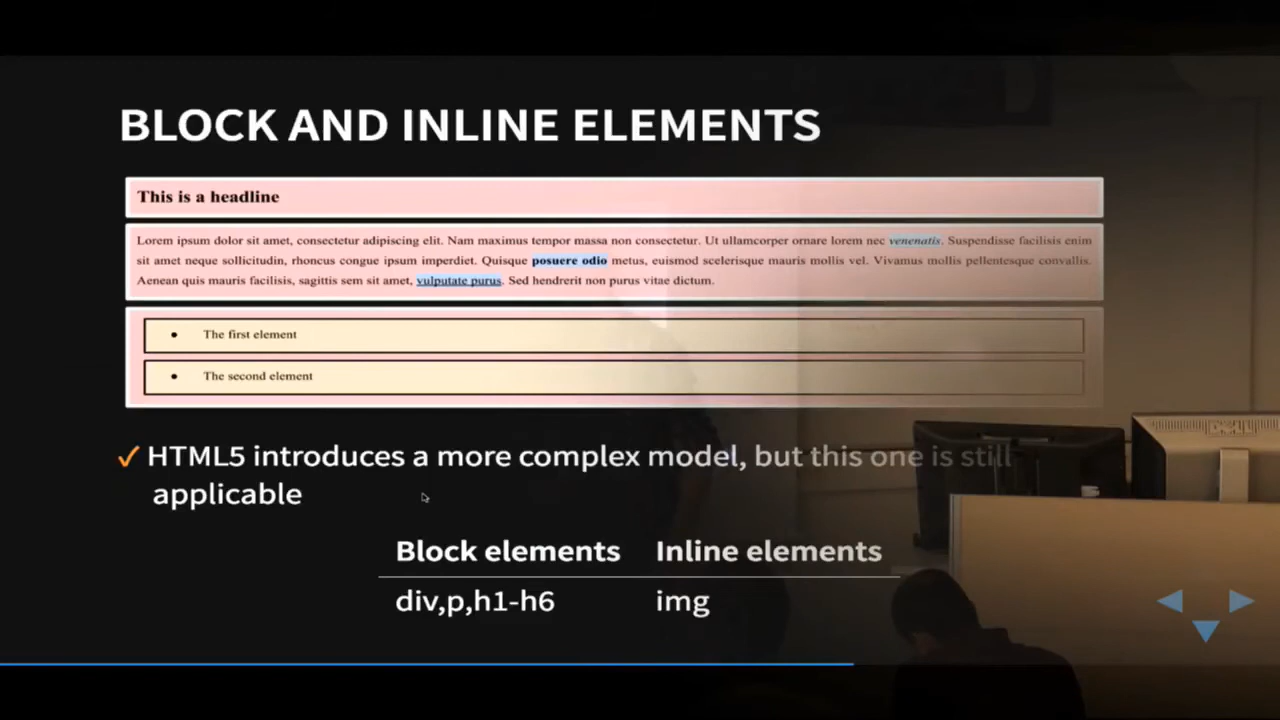 BLOCK AND INLINE ELEMENTS
This is a headline
Lorem ipsum dolor sit amet, consectetur adipiscing elit. Nam maximus tempor massa non consectetur. Ut ullamcorper ornare lorem nec venenatis. Suspendisse facilisis enim
sit amet neque sollicitudin, rhoncus congue ipsum imperdiet. Quisque posuere odio metus, euismod scelerisque mauris mollis vel. Vivamus mollis pellentesque convallis.
Aenean quis mauris facilisis, sagittis sem sit amet, vulputate purus. Sed hendrerit non purus vitae dictum.
• The first element
• The second element
✓ HTML5 introduces a more complex model, but this one is still
applicable
Block elements Inline elements
div,p,h1-h6 img
DELL